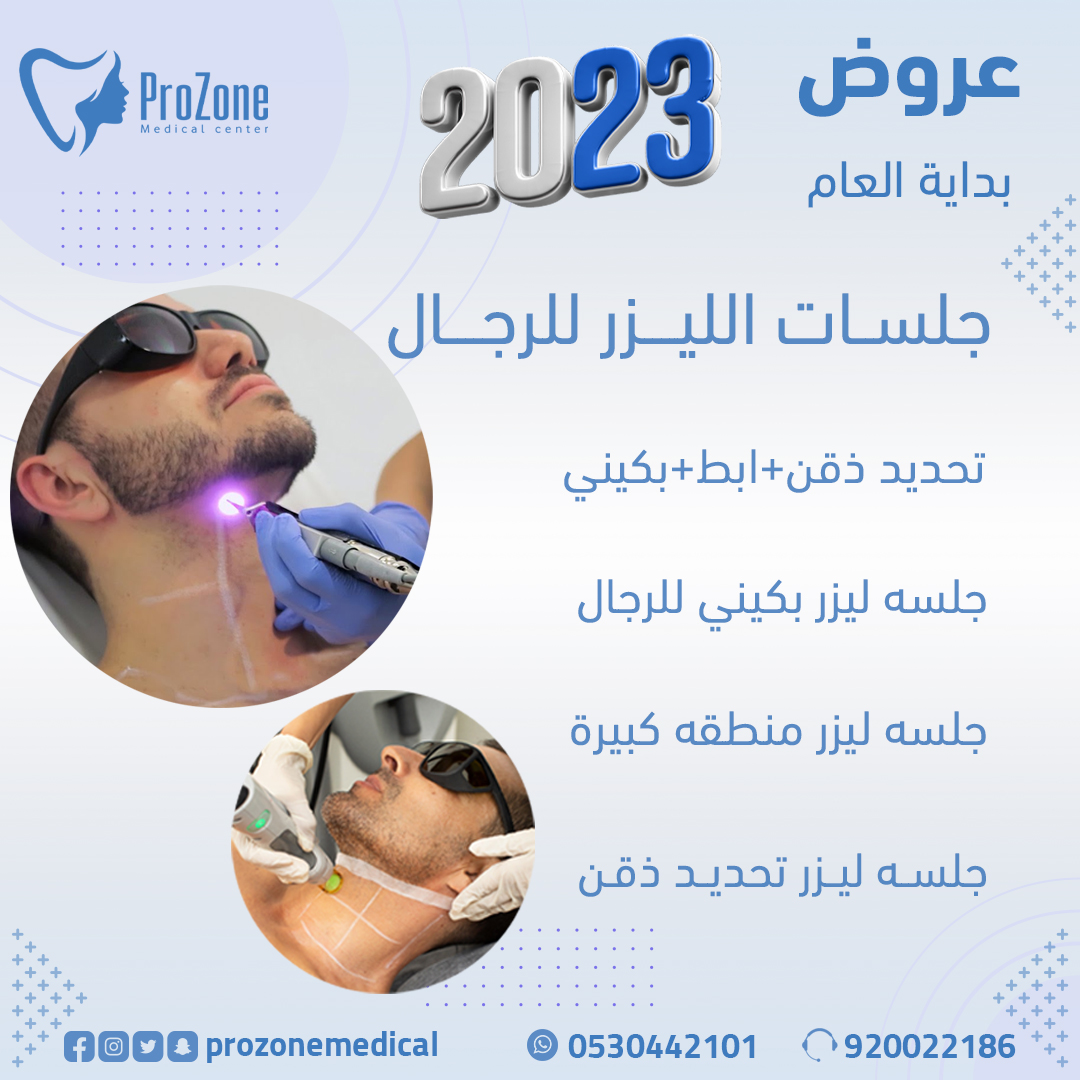 ProZone
Medical center
2023
عروض
بداية العام
جلسات الليزر للرجال
تحديد ذقن+ابط+بكيني
جلسه ليزر بكيني للرجال
جلسه ليزر منطقه كبيرة
جلسه ليزر تحديد ذقن
prozonemedical
0530442101
920022186